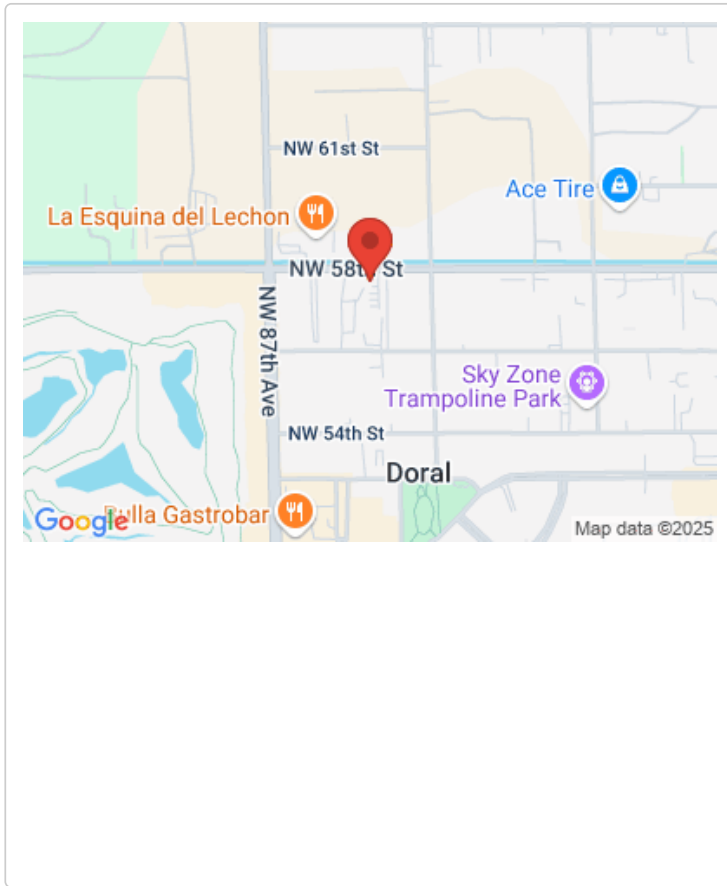 NW 61st St
Ace Tire
La Esquina del Lechon
NW 58th St
NW 87th Ave
Sky Zone
Trampoline Park
NW 54th St
Doral
Google
Gastrobar
Map data ©2025